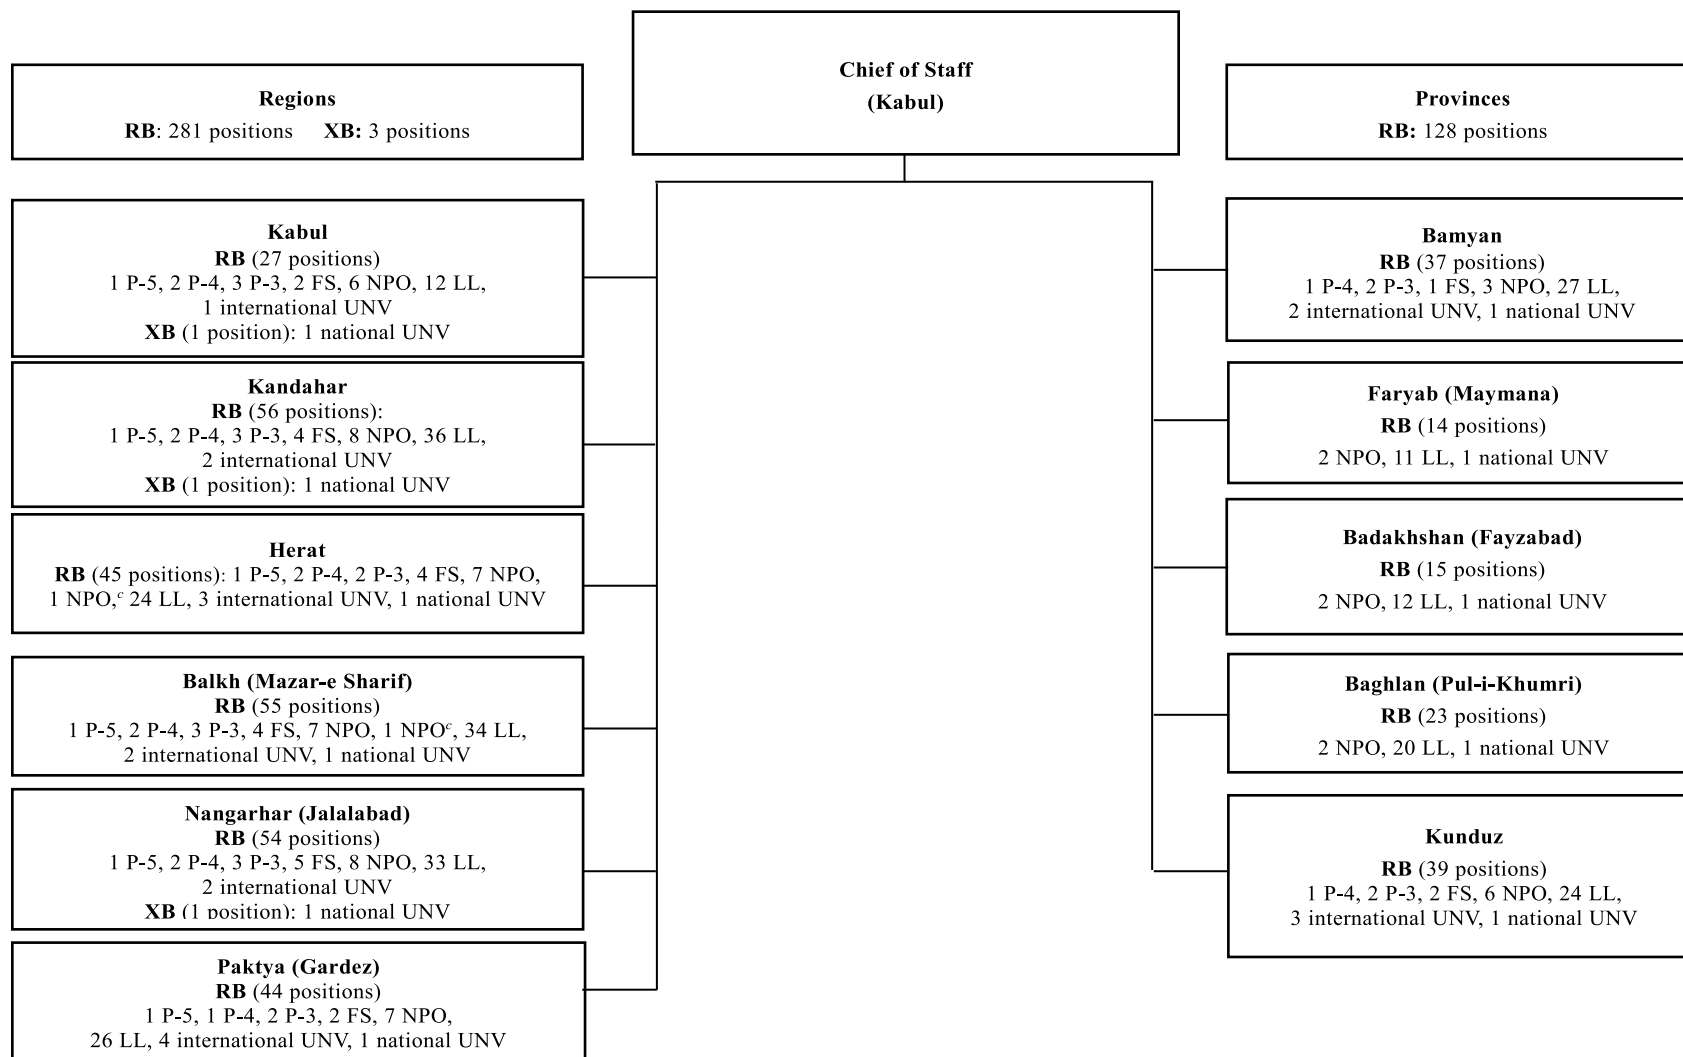 Chief of Staff
(Kabul)
Regions
RB: 281 positions XB: 3 positions
Kabul
RB (27 positions)
1 P-5, 2 P-4, 3 P-3, 2 FS, 6 NPO, 12 LL,
1 international UNV
XB (1 position): 1 national UNV
Kandahar
RB (56 positions):
1 P-5, 2 P-4, 3 P-3, 4 FS, 8 NPO, 36 LL,
2 international UNV
XB (1 position): 1 national UNV
Herat
RB (45 positions): 1 P-5, 2 P-4, 2 P-3, 4 FS, 7 NPO,
1 NPO,c 24 LL, 3 international UNV, 1 national UNV
Balkh (Mazar-e Sharif)
RB (55 positions)
1 P-5, 2 P-4, 3 P-3, 4 FS, 7 NPO, 1 NPOc, 34 LL,
2 international UNV, 1 national UNV
Nangarhar (Jalalabad)
RB (54 positions)
1 P-5, 2 P-4, 3 P-3, 5 FS, 8 NPO, 33 LL,
2 international UNV
XB (1 position): 1 national UNV
Paktya (Gardez)
RB (44 positions)
1 P-5, 1 P-4, 2 P-3, 2 FS, 7 NPO,
26 LL, 4 international UNV, 1 national UNV
Provinces
RB: 128 positions
Bamyan
RB (37 positions)
1 P-4, 2 P-3, 1 FS, 3 NPO, 27 LL,
2 international UNV, 1 national UNV
Faryab (Maymana)
RB (14 positions)
2 NPO, 11 LL, 1 national UNV
Badakhshan (Fayzabad)
RB (15 positions)
2 NPO, 12 LL, 1 national UNV
Baghlan (Pul-i-Khumri)
RB (23 positions)
2 NPO, 20 LL, 1 national UNV
Kunduz
RB (39 positions)
1 P-4, 2 P-3, 2 FS, 6 NPO, 24 LL,
3 international UNV, 1 national UNV